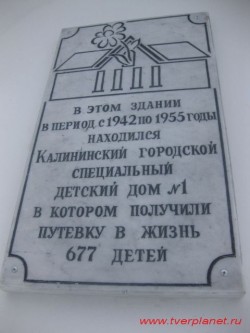 В ЭТОМ ЗДАНИИ
В ПЕРИОД С 1942 ПО 1955 ГОДЫ
НАХОДИЛСЯ
КАЛИНИНСКИЙ ГОРОДСКОЙ
СПЕЦИАЛЬНЫЙ
ДЕТСКИЙ ДОМ №1
В КОТОРОМ ПОЛУЧИЛИ
ПУТЕВКУ В ЖИЗНЬ
677 ДЕТЕЙ
www.tverplanet.ru